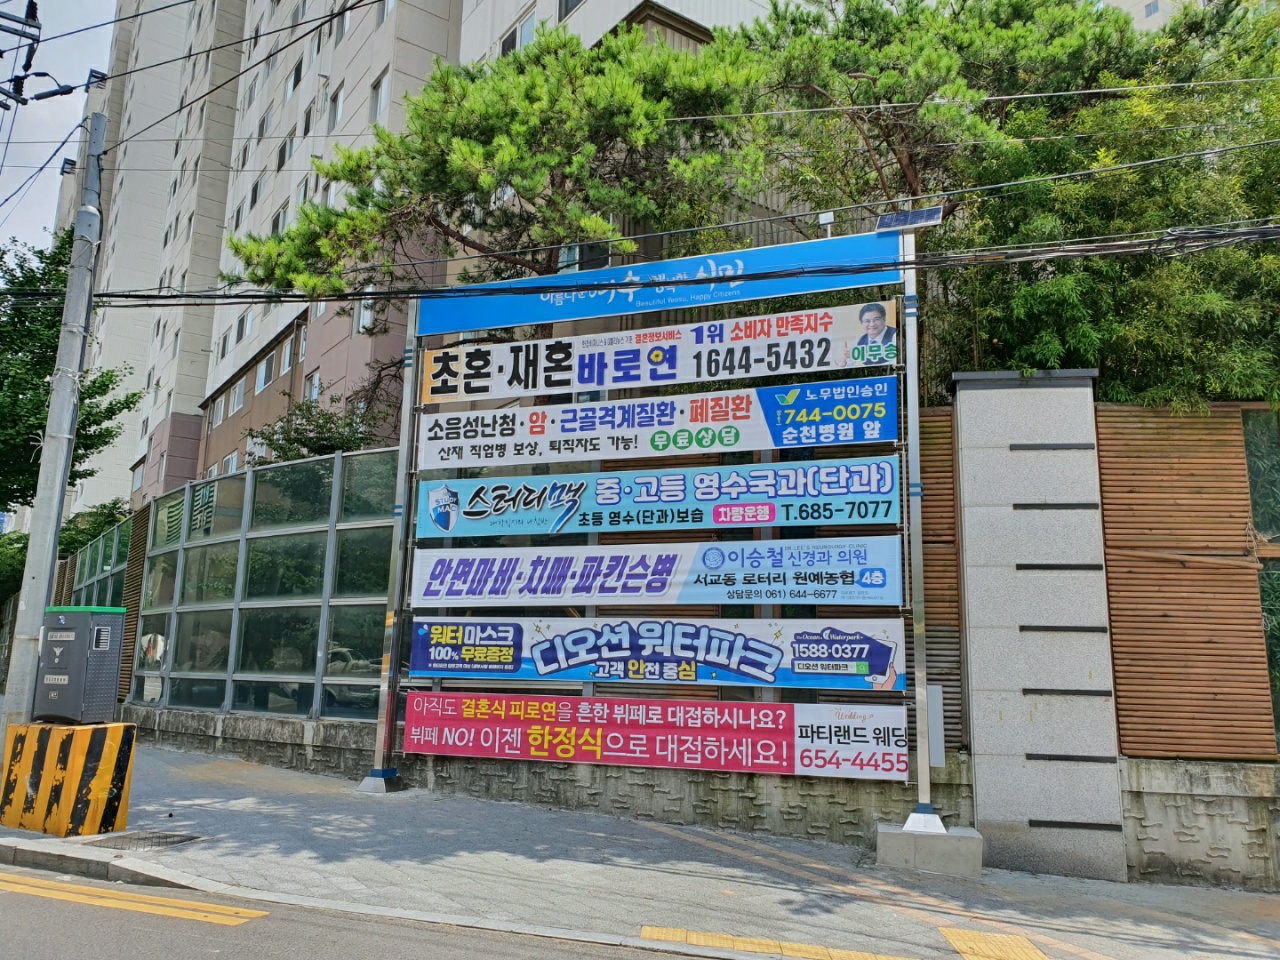 시민
Beautiful Yeosu, Happy Citizens
초혼·재혼 바로연
결혼정보서비스 1위 소비자 만족지수
1644-5432
소음성난청·암·근골격계질환·폐질환
산재 직업병 보상, 퇴직자도 가능! 무료상담
노무법인승인
744-0075
순천병원 앞
STUDY MAC
스터디맥
중·고등 영수국과(단과)
초등 영수(단과)보습 차량운행 T.685-7077
안면마비·치매·파킨슨병
이승철 신경과 의원
서교동 로터리 원예농협 4층
상담문의 061) 644-6677
워터마스크
100% 무료증정
디오션 워터파크
고객 안전 중심
The Ocean Waterpark
1588-0377
디오션 워터파크
아직도 결혼식 피로연을 흔한 뷔페로 대접하시나요?
뷔페 NO! 이젠 한정식으로 대접하세요!
Wedding
파티랜드 웨딩
654-4455